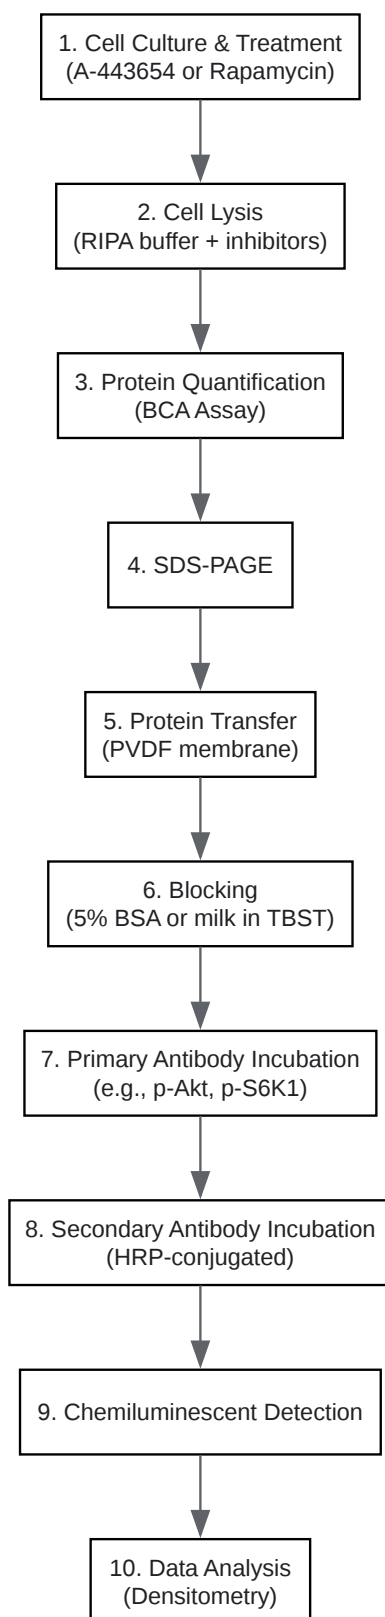 1. Cell Culture & Treatment
(A-443654 or Rapamycin)
2. Cell Lysis
(RIPA buffer + inhibitors)
3. Protein Quantification
(BCA Assay)
4. SDS-PAGE
5. Protein Transfer
(PVDF membrane)
6. Blocking
(5% BSA or milk in TBST)
7. Primary Antibody Incubation
(e.g., p-Akt, p-S6K1)
8. Secondary Antibody Incubation
(HRP-conjugated)
9. Chemiluminescent Detection
10. Data Analysis
(Densitometry)